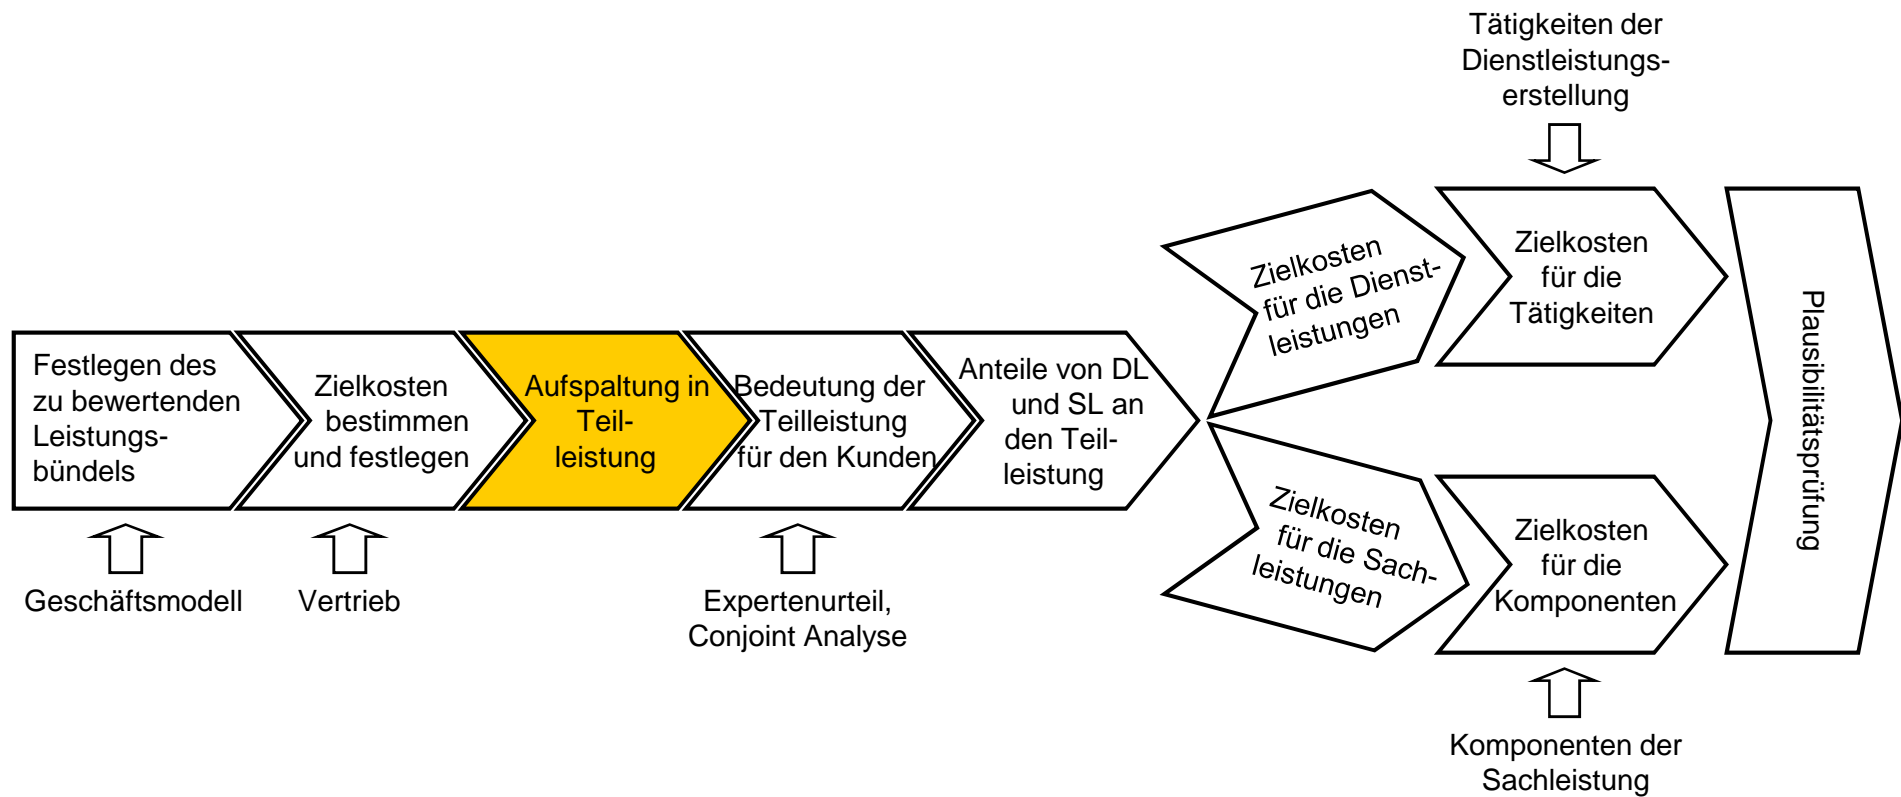 Tätigkeiten der
Dienstleistungs-
erstellung
Festlegen des
zu bewertenden
Leistungs-
bündels
Zielkosten
bestimmen
und festlegen
Aufspaltung in
Teil-
leistung
Bedeutung der
Teilleistung
für den Kunden
Anteile von DL
und SL an
den Teil-
leistung
Zielkosten
für die Dienst-
leistungen
Zielkosten
für die
Tätigkeiten
Zielkosten
für die Sach-
leistungen
Zielkosten
für die
Komponenten
Plausibilitätsprüfung
Geschäftsmodell
Vertrieb
Expertenurteil,
Conjoint Analyse
Komponenten der
Sachleistung